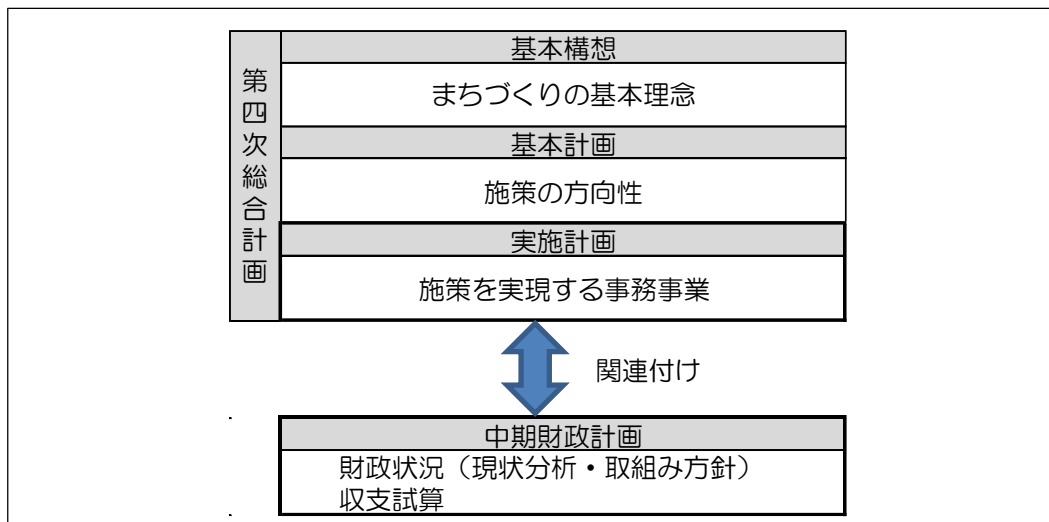 第四次総合計画
基本構想
まちづくりの基本理念
基本計画
施策の方向性
実施計画
施策を実現する事務事業
関連付け
中期財政計画
財政状況（現状分析・取組み方針）
収支試算